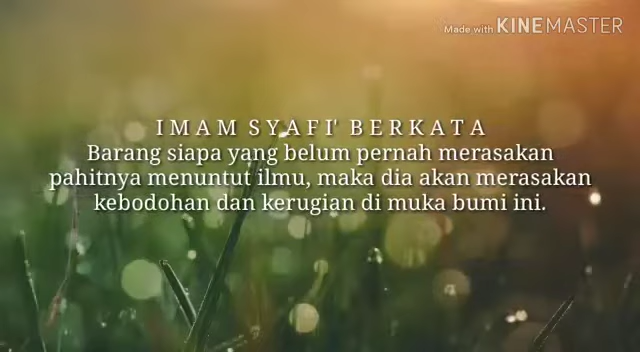 Made with KINEMASTER
IMAM SYAFI' BERKATA
Barang siapa yang belum pernah merasakan
pahitnya menuntut ilmu, maka dia akan merasakan
kebodohan dan kerugian di muka bumi ini.